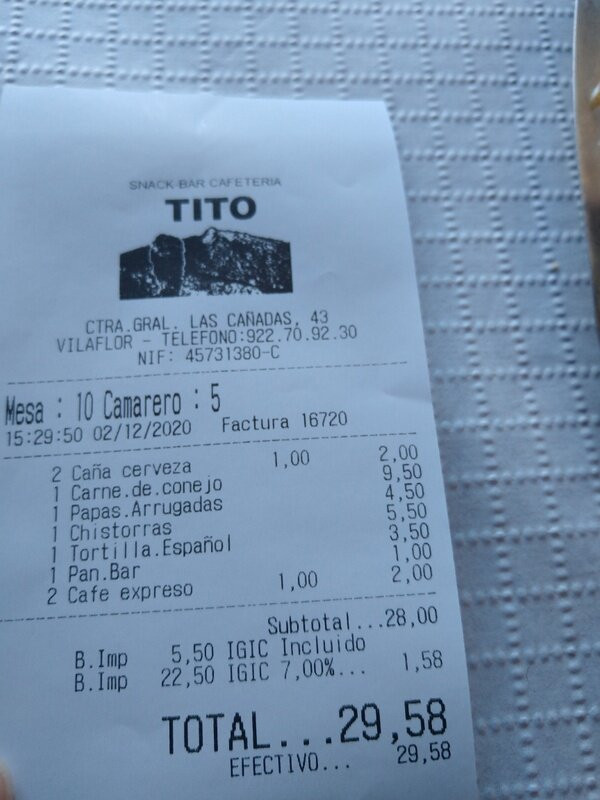 SNACK-BAR CAFETERIA
TITO
CTRA.GRAL. LAS CAÑADAS, 43
VILAFLOR - TELEFONO:922.70.92.30
NIF: 45731380-C
Mesa : 10 Camarero : 5
15:29:50 02/12/2020 Factura 16720
2 Caña cerveza 1,00 2,00
1 Carne.de.conejo 9,50
1 Papas.Arrugadas 4,50
1 Chistorras 5,50
1 Tortilla.Español 3,50
1 Pan.Bar 1,00
2 Cafe expreso 1,00 2,00
Subtotal...28,00
B.Imp 5,50 IGIC Incluido
B.Imp 22,50 IGIC 7,00%... 1,58
TOTAL...29,58
EFECTIVO... 29,58